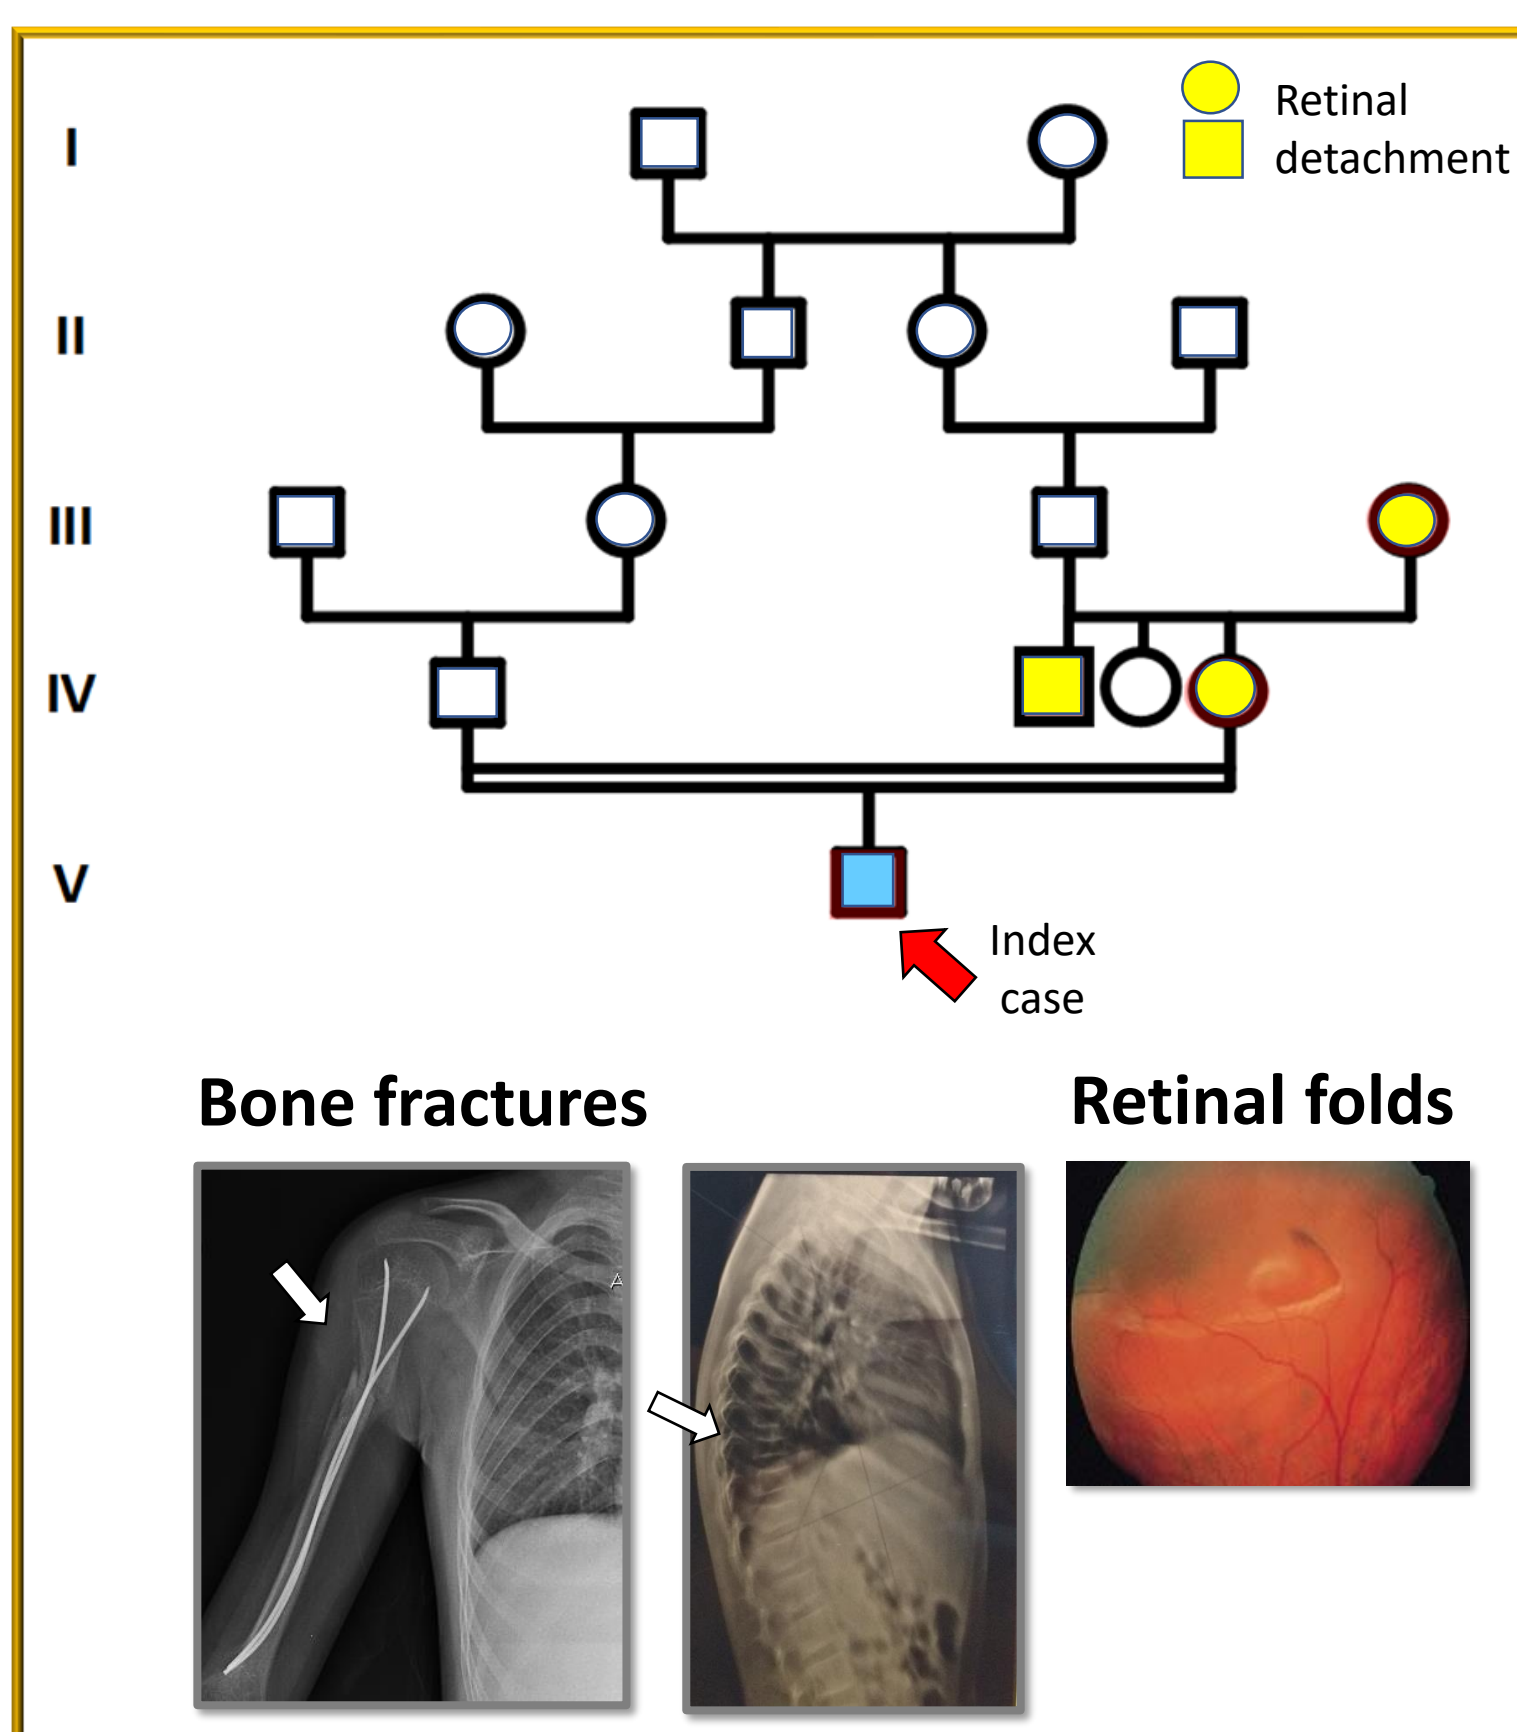 I
Retinal
detachment
II
III
IV
V
Index
case
Bone fractures
Retinal folds
A